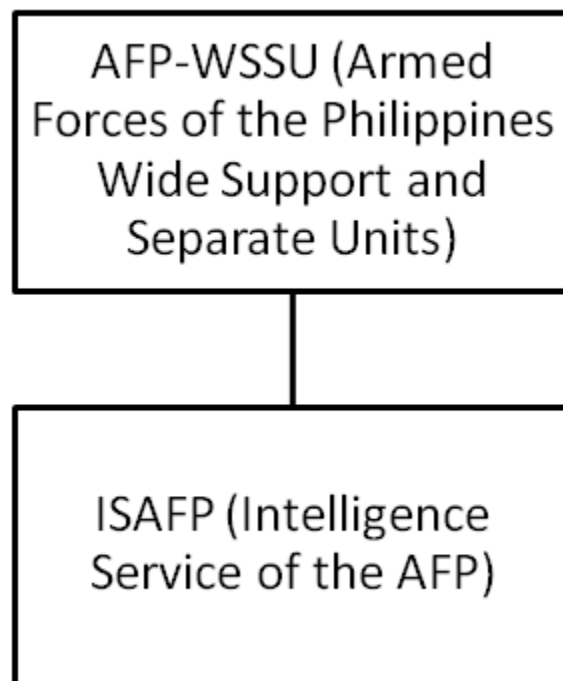 AFP-WSSU (Armed
Forces of the Philippines
Wide Support and
Separate Units)
ISAFP (Intelligence
Service of the AFP)